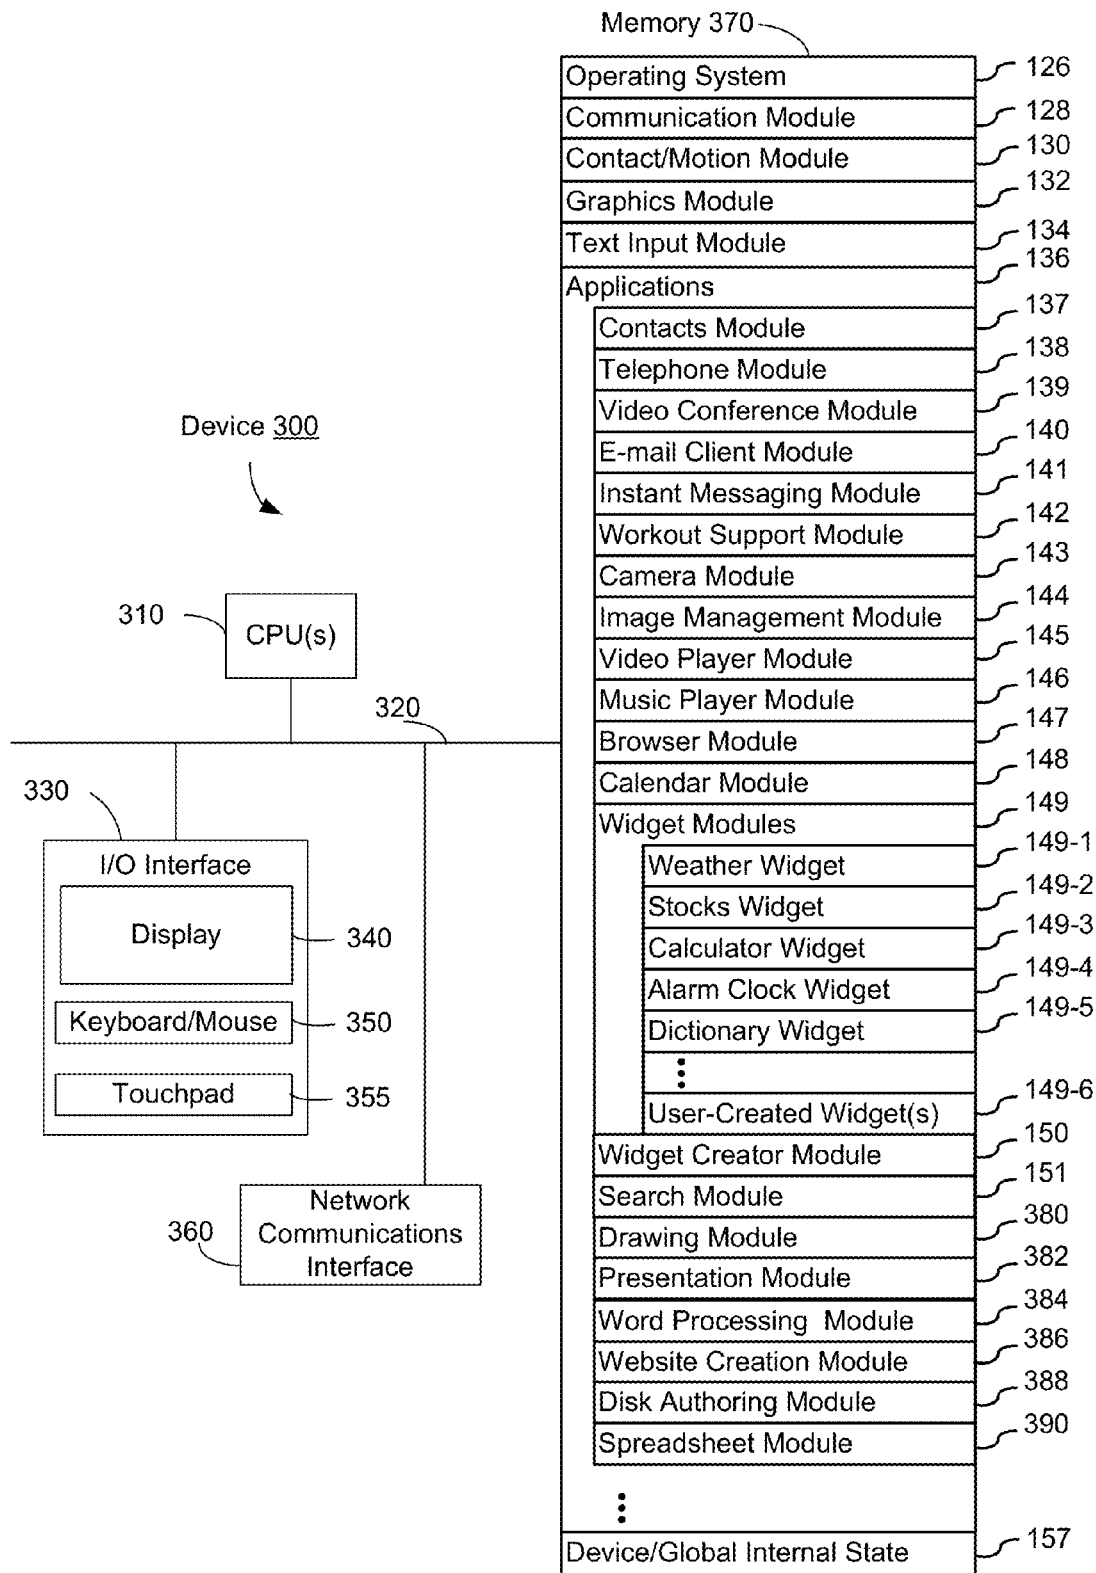 Memory 370
Operating System 126
Communication Module 128
Contact/Motion Module 130
Graphics Module 132
Text Input Module 134
Applications 136
Contacts Module 137
Telephone Module 138
Video Conference Module 139
E-mail Client Module 140
Instant Messaging Module 141
Workout Support Module 142
Camera Module 143
Image Management Module 144
Video Player Module 145
Music Player Module 146
Browser Module 147
Calendar Module 148
Widget Modules 149
Weather Widget 149-1
Stocks Widget 149-2
Calculator Widget 149-3
Alarm Clock Widget 149-4
Dictionary Widget 149-5
User-Created Widget(s) 149-6
Widget Creator Module 150
Search Module 151
Drawing Module 380
Presentation Module 382
Word Processing Module 384
Website Creation Module 386
Disk Authoring Module 388
Spreadsheet Module 390
Device/Global Internal State 157
Device 300
310
CPU(s)
320
330
I/O Interface
Display 340
Keyboard/Mouse 350
Touchpad 355
360
Network
Communications
Interface